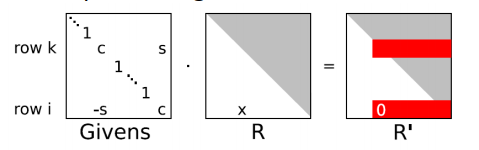 1
row k c s
1
· =
1
row i -s c x 0
Givens R R'